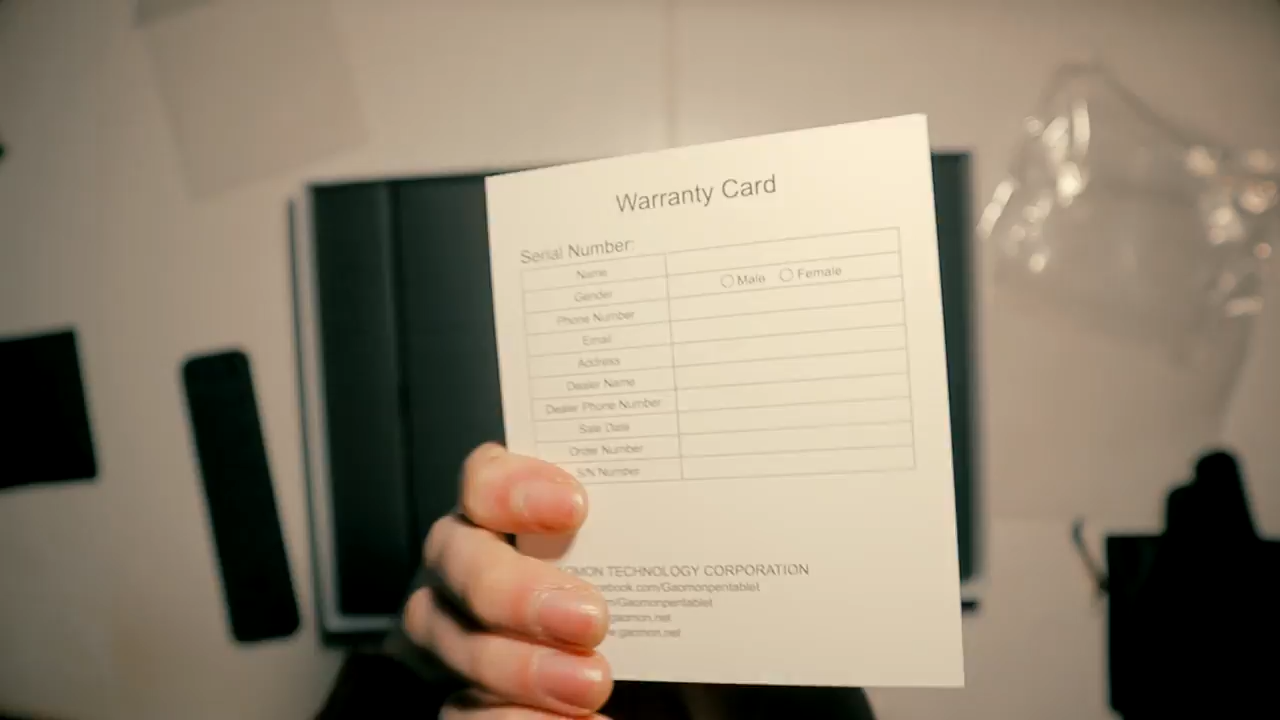 Warranty Card
Serial Number:
Name
Gender
Male Female
Phone Number
Email
Address
Dealer Name
Dealer Phone Number
Sale Date
Order Number
S/N Number
TECHNOLOGY CORPORATION